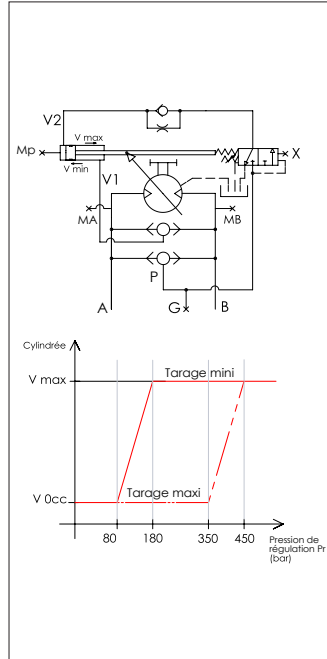 V2
V max
Mp
X
V min
V1
MA
MB
P
A
G
B
Cylindrée
Tarage mini
V max
V 0cc
Tarage maxi
80 180 350 450
Pression de
régulation Pr
(bar)